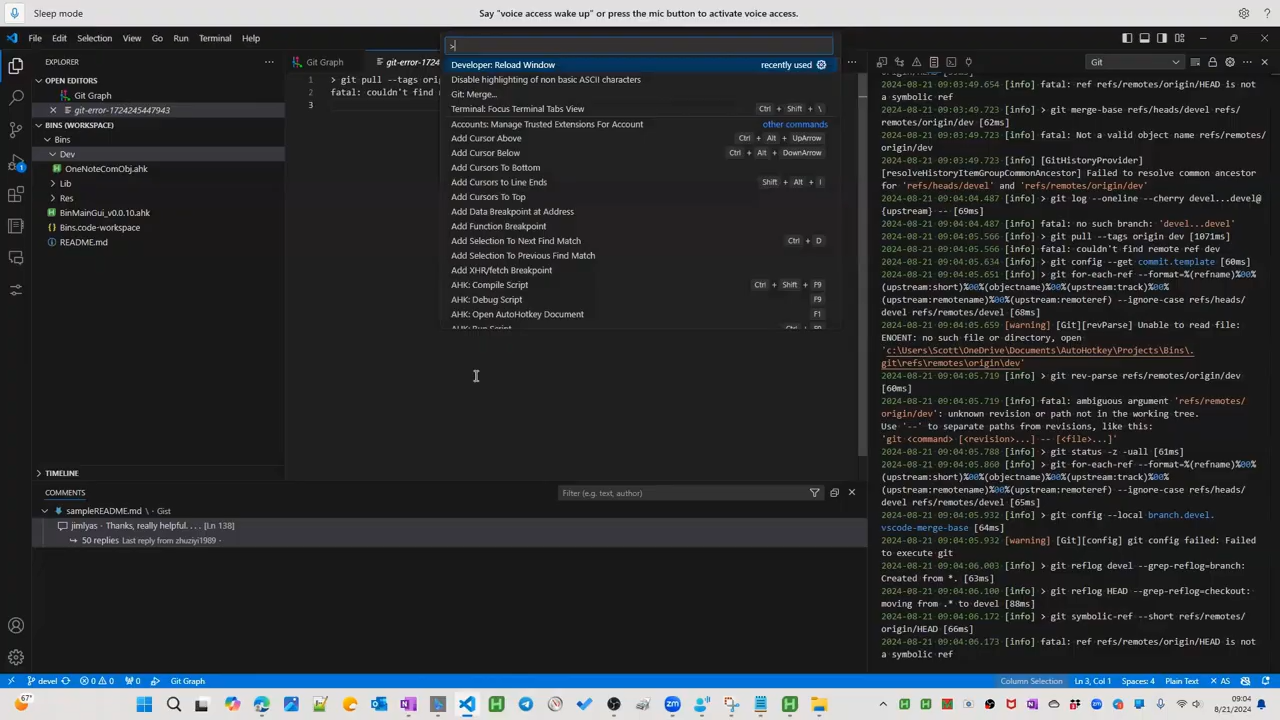 Sleep mode
Say "voice access wake up" or press the mic button to activate voice access.
File Edit Selection View Go Run Terminal Help
>
EXPLORER
OPEN EDITORS
Git Graph
git-error-1724245447943
BINS (WORKSPACE)
Bins
Dev
OneNoteComObj.ahk
Lib
Res
BinMainGui_v0.0.10.ahk
Bins.code-workspace
README.md
TIMELINE
Git Graph
git-error-1724
1 > git pull --tags ori
2 fatal: couldn't find r
3
Developer: Reload Window recently used
Disable highlighting of non basic ASCII characters
Git: Merge...
Terminal: Focus Terminal Tabs View Ctrl + Shift + \
Accounts: Manage Trusted Extensions For Account other commands
Add Cursor Above Ctrl + Alt + UpArrow
Add Cursor Below Ctrl + Alt + DownArrow
Add Cursors To Bottom
Add Cursors to Line Ends Shift + Alt + I
Add Cursors To Top
Add Data Breakpoint at Address
Add Function Breakpoint
Add Selection To Next Find Match Ctrl + D
Add Selection To Previous Find Match
Add XHR/fetch Breakpoint
AHK: Compile Script Ctrl + Shift + F9
AHK: Debug Script F9
AHK: Open AutoHotkey Document F1
AHK: Run Script Ctrl + F9
COMMENTS
Filter (e.g. text, author)
sampleREADME.md · Gist
jimlyas · Thanks, really helpful. . . . [Ln 138]
50 replies Last reply from zhuziyi1989 ·
Git
remotes/origin/HEAD [65ms]
2024-08-21 09:03:49.654 [info] fatal: ref refs/remotes/origin/HEAD is
not a symbolic ref
2024-08-21 09:03:49.723 [info] > git merge-base refs/heads/devel refs/
remotes/origin/dev [62ms]
2024-08-21 09:03:49.723 [info] fatal: Not a valid object name refs/remotes/
origin/dev
2024-08-21 09:03:49.723 [info] [GitHistoryProvider]
[resolveHistoryItemGroupCommonAncestor] Failed to resolve common ancestor
for 'refs/heads/devel' and 'refs/remotes/origin/dev'
2024-08-21 09:04:04.487 [info] > git log --oneline --cherry devel...devel@
{upstream} -- [69ms]
2024-08-21 09:04:04.487 [info] fatal: no such branch: 'devel...devel'
2024-08-21 09:04:05.566 [info] > git pull --tags origin dev [1071ms]
2024-08-21 09:04:05.566 [info] fatal: couldn't find remote ref dev
2024-08-21 09:04:05.634 [info] > git config --get commit.template [60ms]
2024-08-21 09:04:05.651 [info] > git for-each-ref --format=%(refname)%00%
(upstream:short)%00%(objectname)%00%(upstream:track)%00%
(upstream:remotename)%00%(upstream:remoteref) --ignore-case refs/heads/
devel refs/remotes/devel [68ms]
2024-08-21 09:04:05.659 [warning] [Git][revParse] Unable to read file:
ENOENT: no such file or directory, open
'c:\Users\Scott\OneDrive\Documents\AutoHotkey\Projects\Bins\.
git\refs\remotes\origin\dev'
2024-08-21 09:04:05.719 [info] > git rev-parse refs/remotes/origin/dev
[60ms]
2024-08-21 09:04:05.719 [info] fatal: ambiguous argument 'refs/remotes/
origin/dev': unknown revision or path not in the working tree.
Use '--' to separate paths from revisions, like this:
'git <command> [<revision>...] -- [<file>...]'
2024-08-21 09:04:05.788 [info] > git status -z -uall [61ms]
2024-08-21 09:04:05.860 [info] > git for-each-ref --format=%(refname)%00%
(upstream:short)%00%(objectname)%00%(upstream:track)%00%
(upstream:remotename)%00%(upstream:remoteref) --ignore-case refs/heads/
devel refs/remotes/devel [65ms]
2024-08-21 09:04:05.932 [info] > git config --local branch.devel.
vscode-merge-base [64ms]
2024-08-21 09:04:05.932 [warning] [Git][config] git config failed: Failed
to execute git
2024-08-21 09:04:06.003 [info] > git reflog devel --grep-reflog=branch:
Created from *. [63ms]
2024-08-21 09:04:06.100 [info] > git reflog HEAD --grep-reflog=checkout:
moving from .* to devel [88ms]
2024-08-21 09:04:06.172 [info] > git symbolic-ref --short refs/remotes/
origin/HEAD [66ms]
2024-08-21 09:04:06.173 [info] fatal: ref refs/remotes/origin/HEAD is not
a symbolic ref
devel 0 0 0 Git Graph
Column Selection Ln 3, Col 1 Spaces: 4 Plain Text AS
67°
09:04
8/21/2024